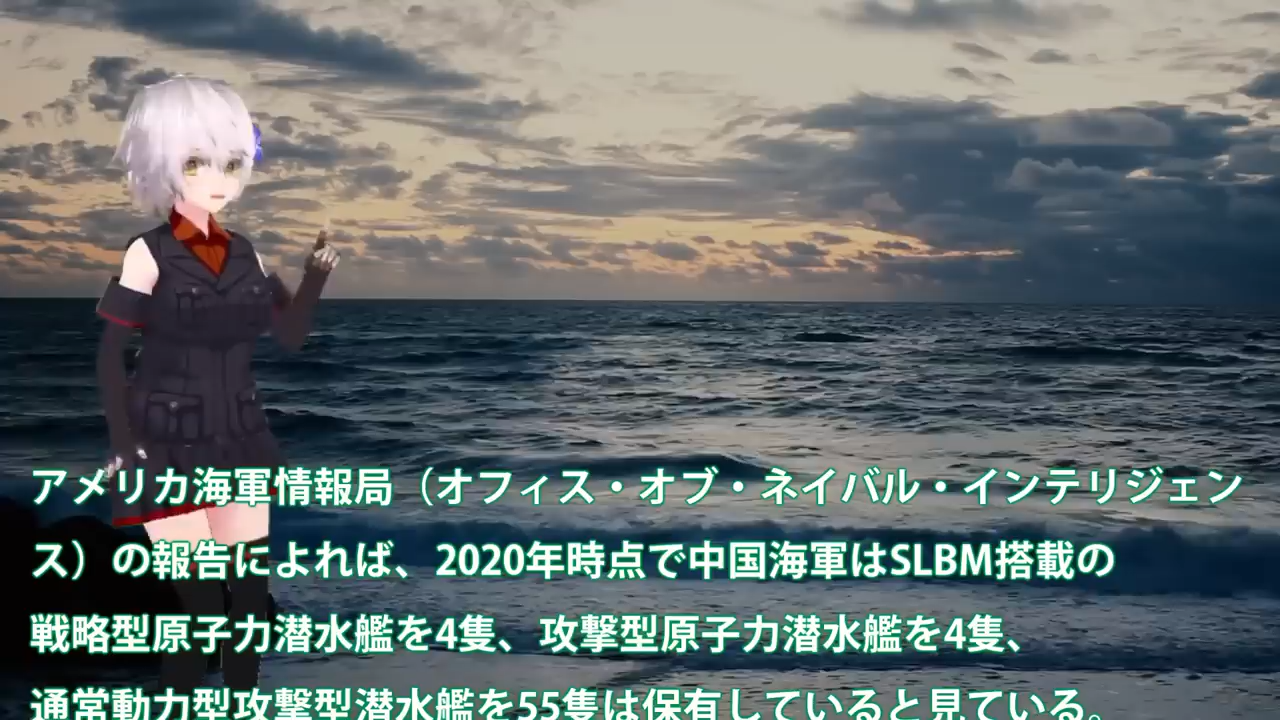 アメリカ海軍情報局（オフィス・オブ・ネイバル・インテリジェン
ス）の報告によれば、2020年時点で中国海軍はSLBM搭載の
戦略型原子力潜水艦を4隻、攻撃型原子力潜水艦を4隻、
通常動力型攻撃型潜水艦を55隻は保有していると見ている。